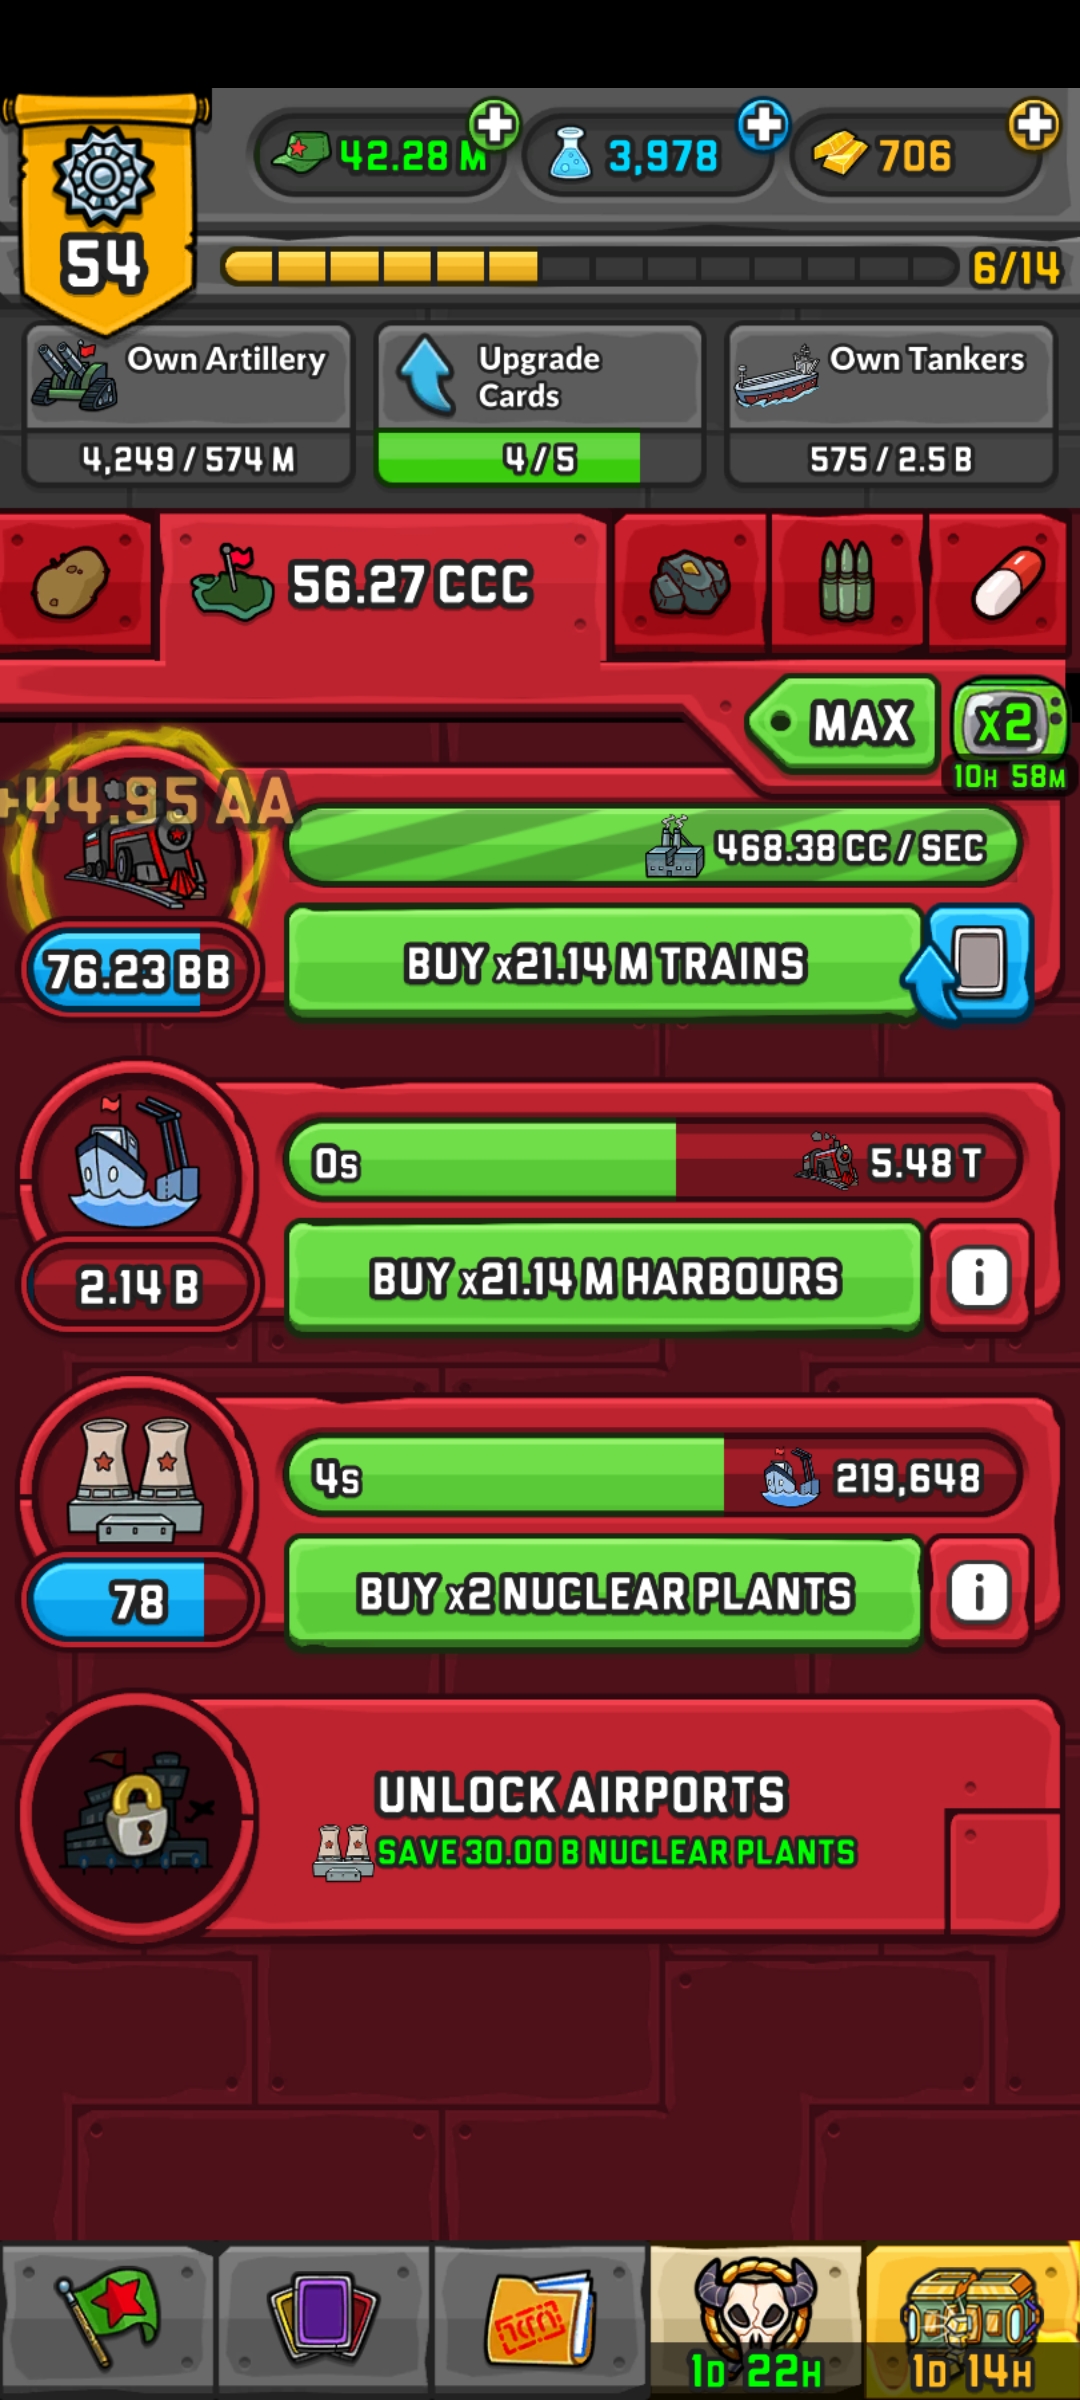 54
42.28 M
3,978
706
6/14
Own Artillery
4,249 / 574 M
Upgrade
Cards
4 / 5
Own Tankers
575 / 2.5 B
56.27 CCC
MAX
x2
10H 58M
+44.95 AA
468.38 CC / SEC
76.23 BB
BUY x21.14 M TRAINS
0s
5.48 T
2.14 B
BUY x21.14 M HARBOURS
i
4s
219,648
78
BUY x2 NUCLEAR PLANTS
i
UNLOCK AIRPORTS
SAVE 30.00 B NUCLEAR PLANTS
1D 22H
1D 14H